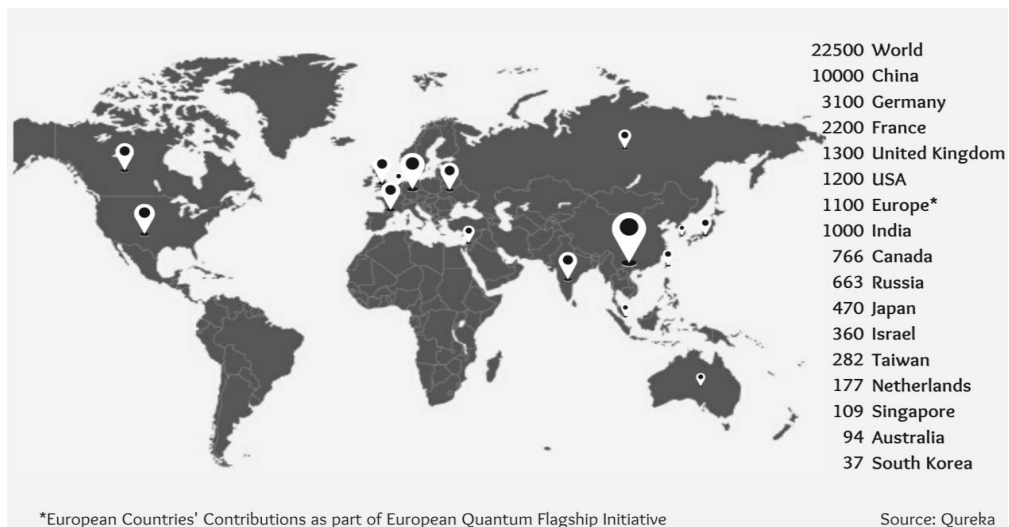 22500 World
10000 China
3100 Germany
2200 France
1300 United Kingdom
1200 USA
1100 Europe*
1000 India
766 Canada
663 Russia
470 Japan
360 Israel
282 Taiwan
177 Netherlands
109 Singapore
94 Australia
37 South Korea
*European Countries' Contributions as part of European Quantum Flagship Initiative
Source: Qureka